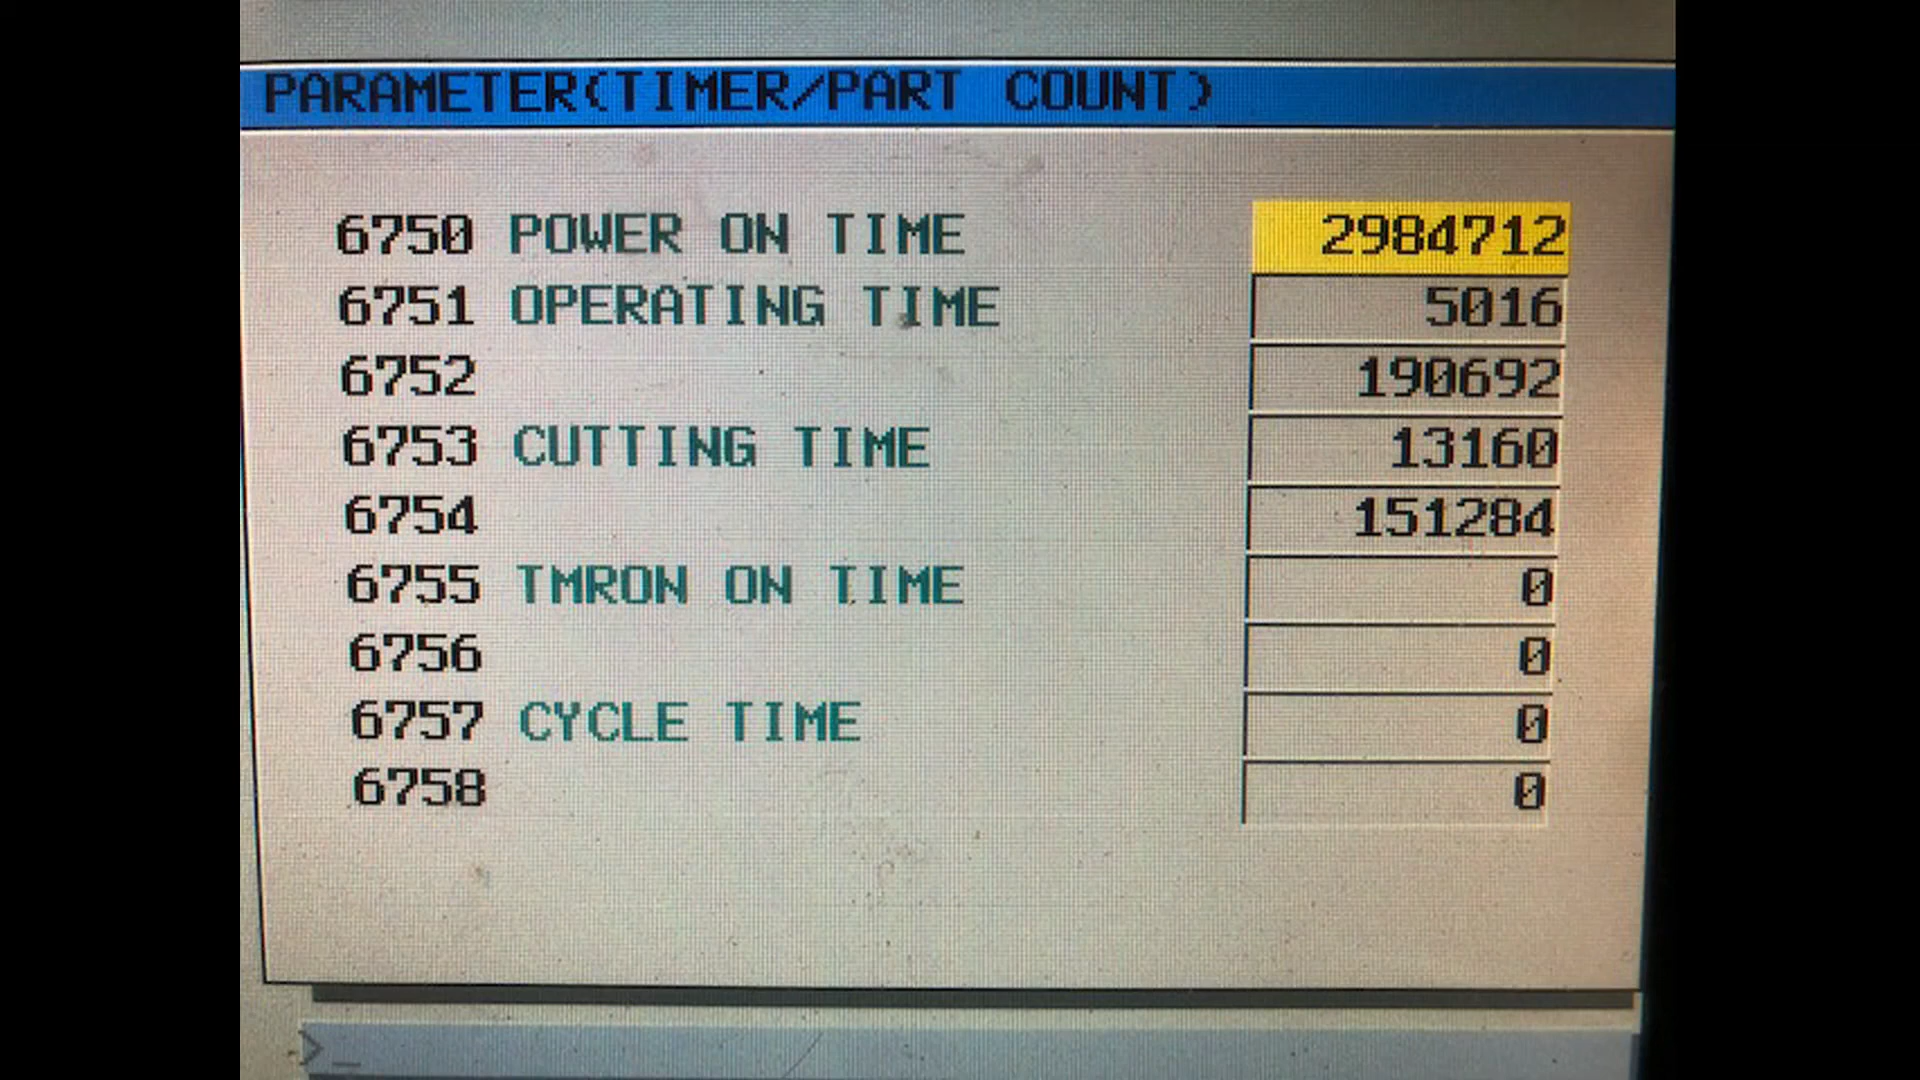 PARAMETER(TIMER/PART COUNT)
6750 POWER ON TIME 2984712
6751 OPERATING TIME 5016
6752 190692
6753 CUTTING TIME 13160
6754 151284
6755 TMRON ON TIME 0
6756 0
6757 CYCLE TIME 0
6758 0
>_